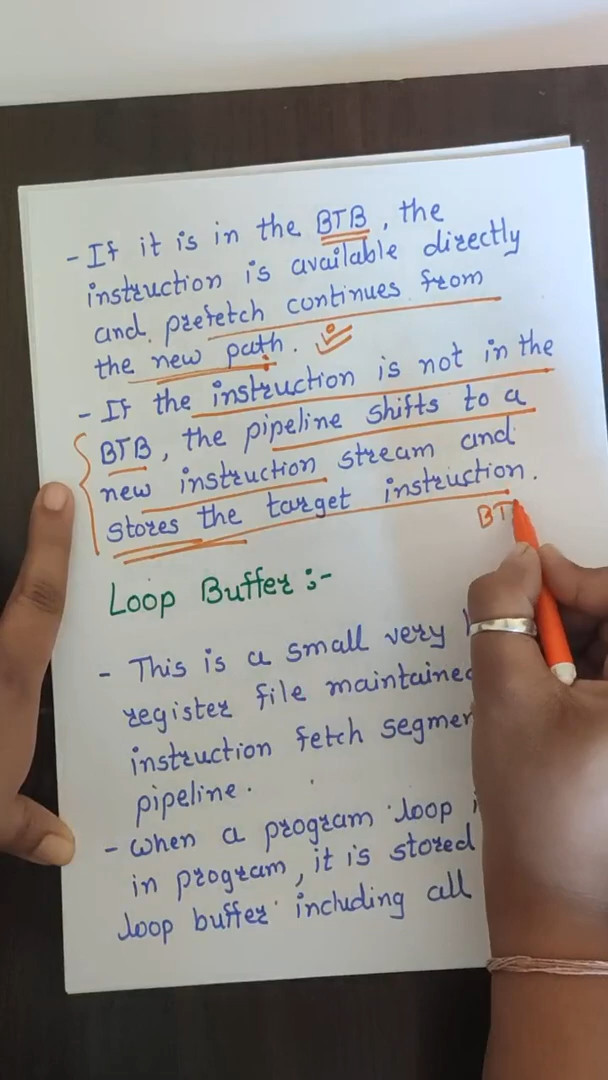 - If it is in the BTB, the
instruction is available directly
and prefetch continues from
the new path.
- If the instruction is not in the
BTB, the pipeline shifts to a
new instruction stream and
stores the target instruction.
BT
Loop Buffer :-
- This is a small very
register file maintained
instruction fetch
pipeline.
- When a program loop
in program, it is stored
loop buffer including all